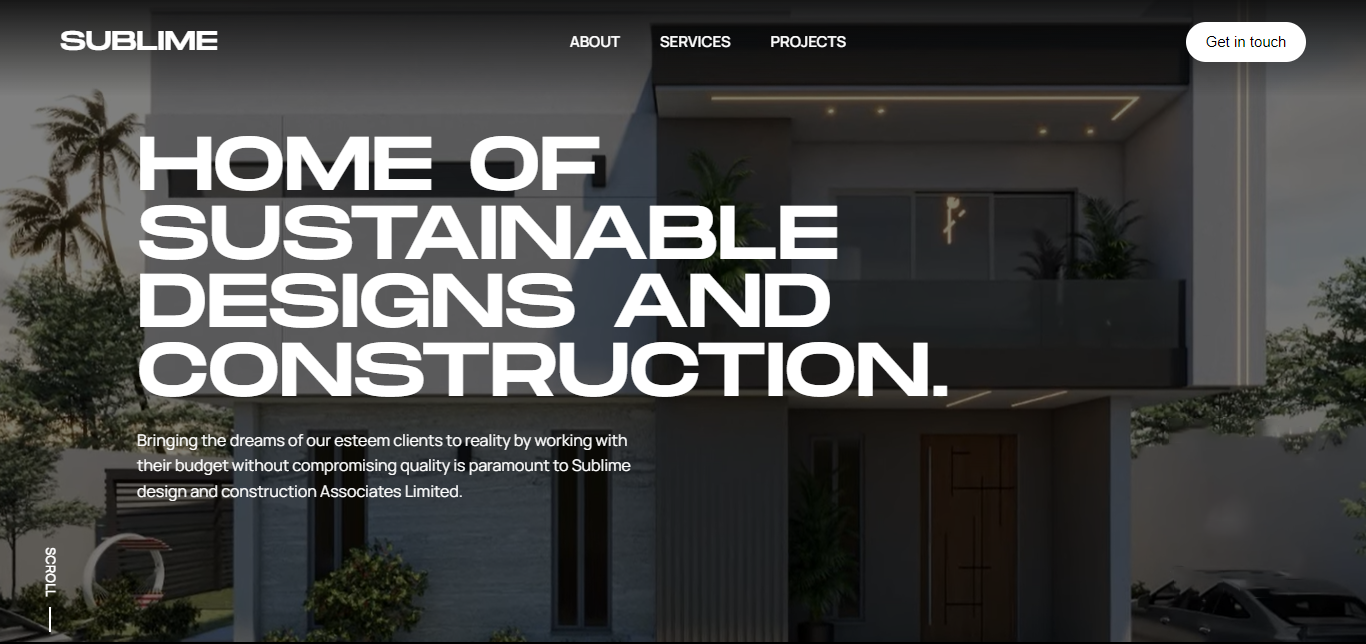 SUBLIME
ABOUT SERVICES PROJECTS
Get in touch
HOME OF
SUSTAINABLE
DESIGNS AND
CONSTRUCTION.
Bringing the dreams of our esteem clients to reality by working with
their budget without compromising quality is paramount to Sublime
design and construction Associates Limited.
SCROLL